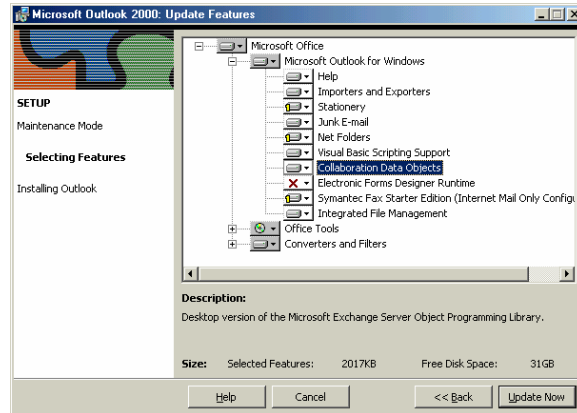 Microsoft Outlook 2000: Update Features
SETUP
Maintenance Mode
Selecting Features
Installing Outlook
Microsoft Office
Microsoft Outlook for Windows
Help
Importers and Exporters
Stationery
Junk E-mail
Net Folders
Visual Basic Scripting Support
Collaboration Data Objects
Electronic Forms Designer Runtime
Symantec Fax Starter Edition (Internet Mail Only Configu
Integrated File Management
Office Tools
Converters and Filters
Description:
Desktop version of the Microsoft Exchange Server Object Programming Library.
Size: Selected Features: 2017KB Free Disk Space: 31GB
Help Cancel << Back Update Now